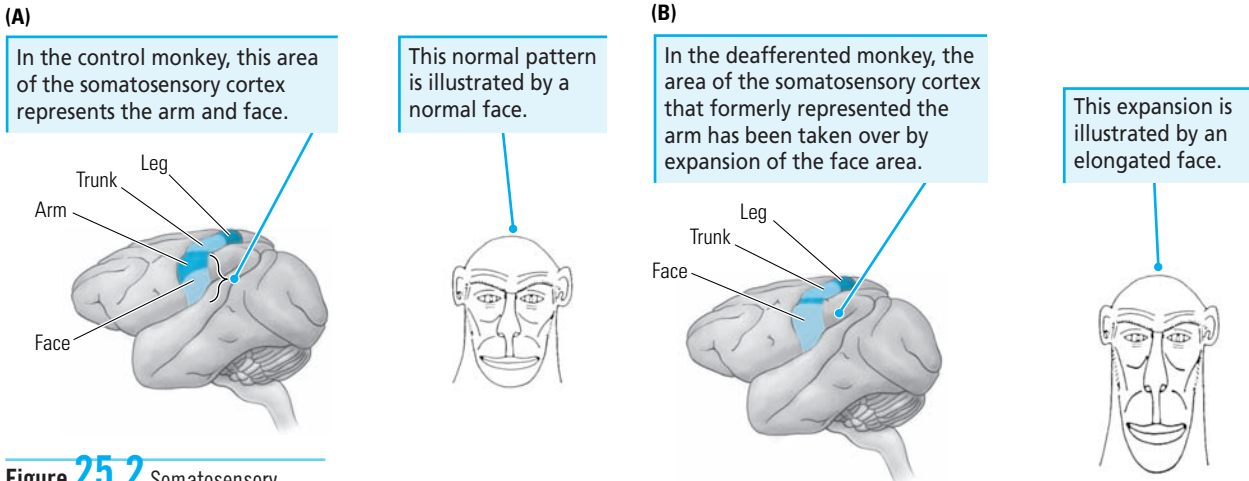 (A)
In the control monkey, this area
of the somatosensory cortex
represents the arm and face.
This normal pattern
is illustrated by a
normal face.
Leg
Trunk
Arm
Face
(B)
In the deafferented monkey, the
area of the somatosensory cortex
that formerly represented the
arm has been taken over by
expansion of the face area.
This expansion is
illustrated by an
elongated face.
Leg
Trunk
Face
Figure 25.2 Somatosensory